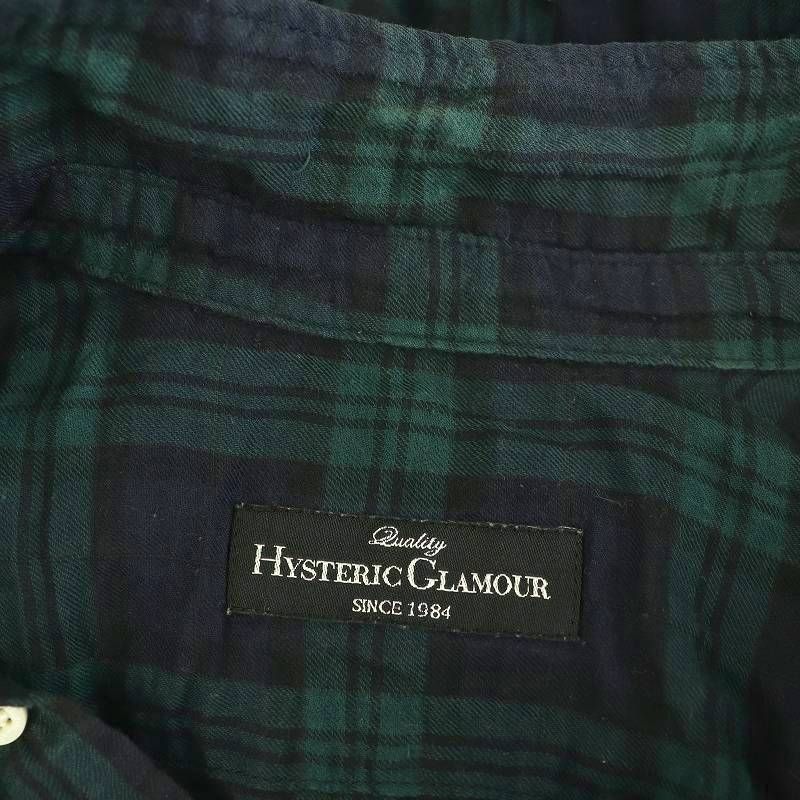 Quality
HYSTERIC GLAMOUR
SINCE 1984